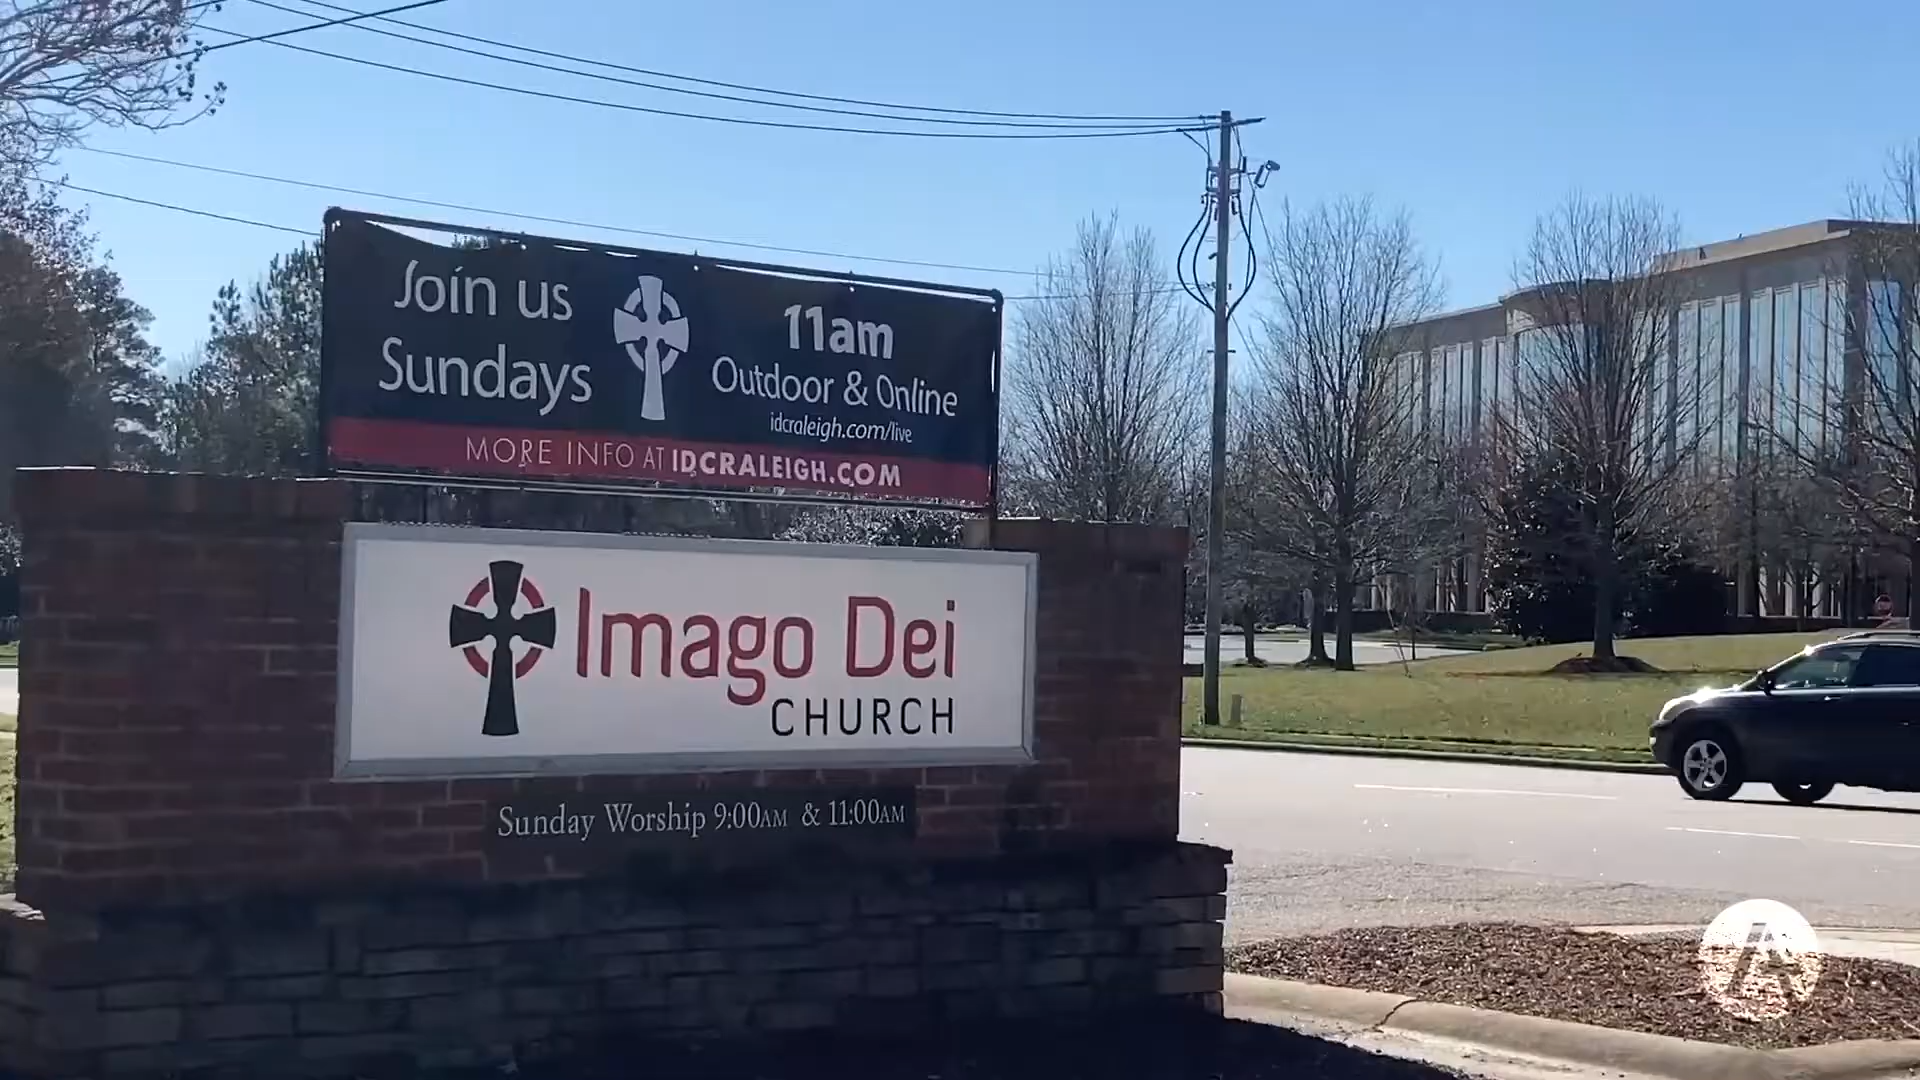 Join us
Sundays
11am
Outdoor & Online
idcraleigh.com/live
MORE INFO AT IDCRALEIGH.COM
Imago Dei
CHURCH
Sunday Worship 9:00AM & 11:00AM